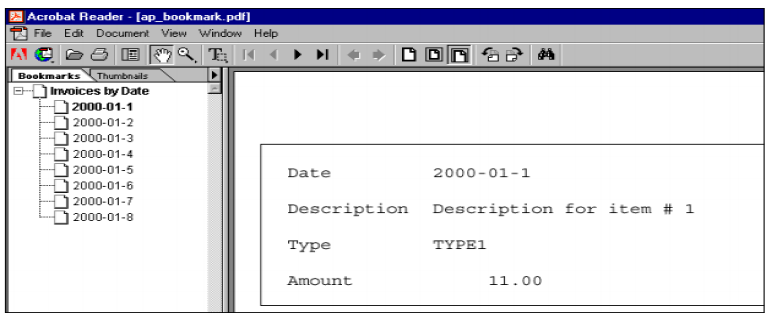 Acrobat Reader - [ap_bookmark.pdf]
File Edit Document View Window Help
Bookmarks Thumbnails
Invoices by Date
2000-01-1
2000-01-2
2000-01-3
2000-01-4
2000-01-5
2000-01-6
2000-01-7
2000-01-8
Date 2000-01-1
Description Description for item # 1
Type TYPE1
Amount 11.00